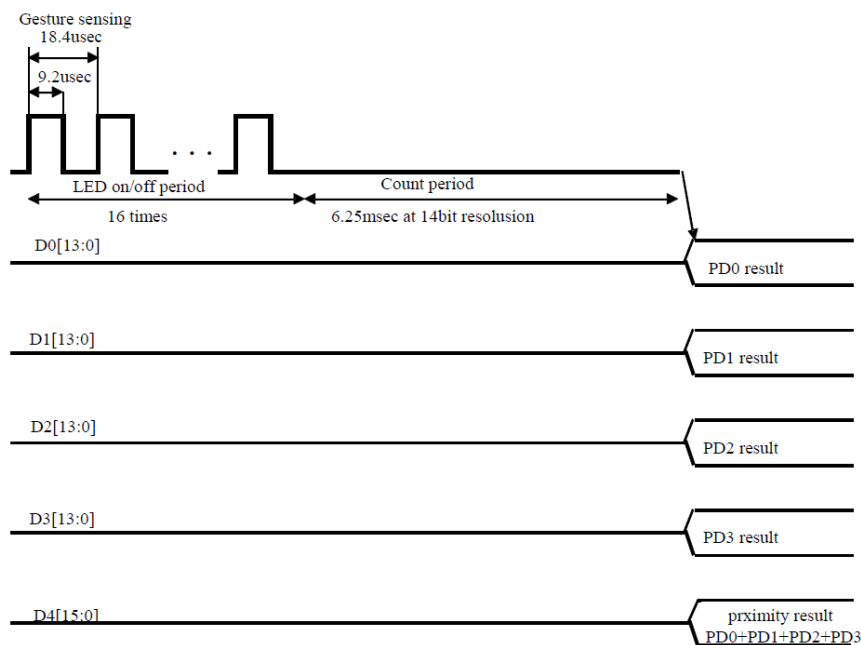 Gesture sensing
18.4usec
9.2usec
. . .
LED on/off period
Count period
16 times
6.25msec at 14bit resolusion
D0[13:0]
PD0 result
D1[13:0]
PD1 result
D2[13:0]
PD2 result
D3[13:0]
PD3 result
D4[15:0]
prximity result
PD0+PD1+PD2+PD3